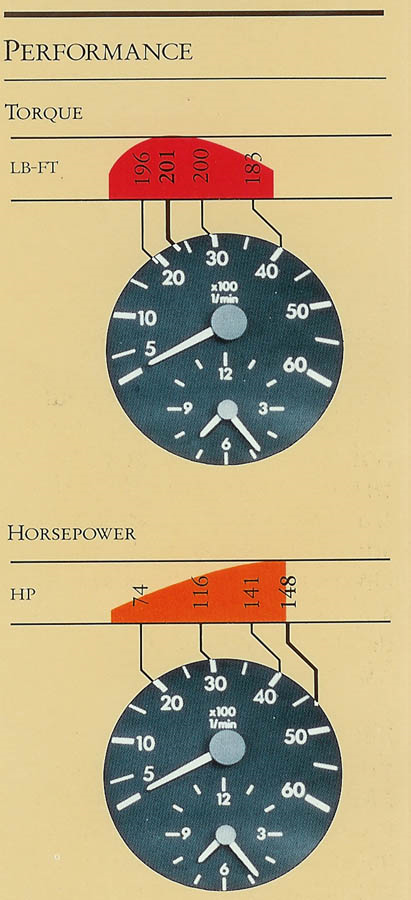 PERFORMANCE
TORQUE
LB-FT 196 201 200 183
20 30 40
x100
1/min
10 50
5 60
12
9 3
6
HORSEPOWER
HP 74 116 141 148
20 30 40
x100
1/min
10 50
5 60
12
9 3
6